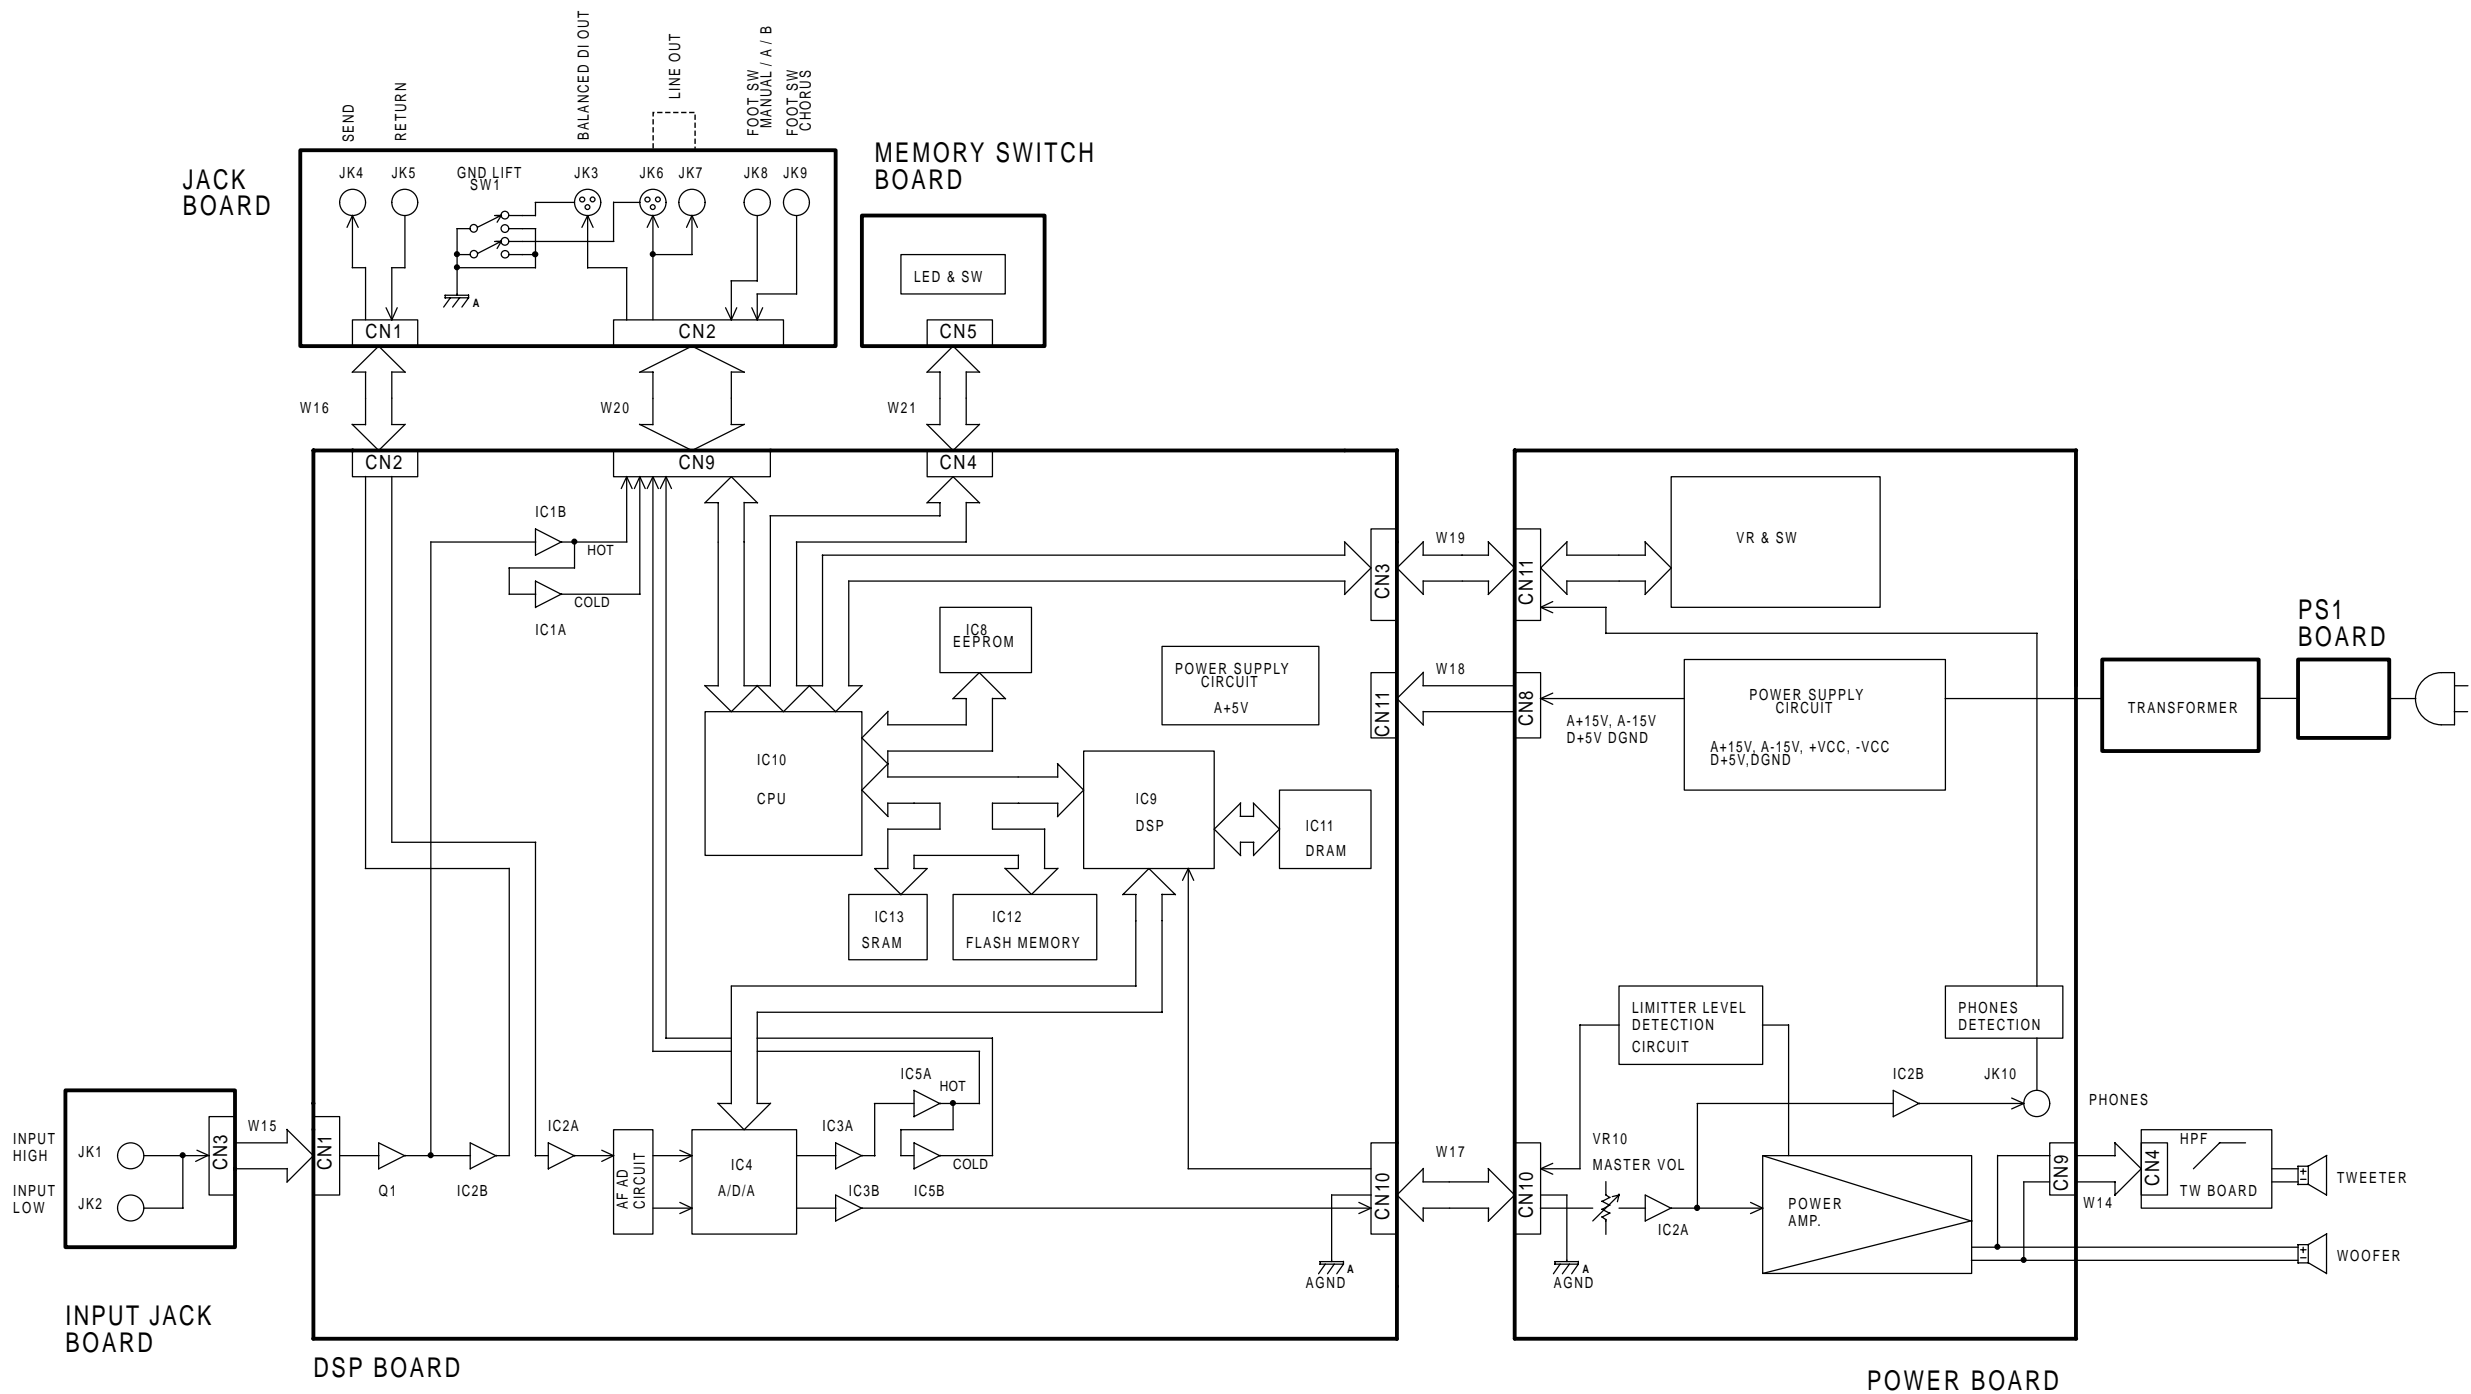 SEND
RETURN
BALANCED DI OUT
LINE OUT
FOOT SW
MANUAL / A / B
FOOT SW
CHORUS
JACK
BOARD
JK4
JK5
GND LIFT
SW1
JK3
JK6
JK7
JK8
JK9
A
CN1
CN2
MEMORY SWITCH
BOARD
LED & SW
CN5
W16
W20
W21
CN2
CN9
CN4
IC1B
HOT
COLD
IC1A
IC8
EEPROM
POWER SUPPLY
CIRCUIT
A+5V
CN3
W19
CN11
VR & SW
CN11
W18
CN8
A+15V, A-15V
D+5V DGND
POWER SUPPLY
CIRCUIT
A+15V, A-15V, +VCC, -VCC
D+5V,DGND
TRANSFORMER
PS1
BOARD
IC10
CPU
IC9
DSP
IC11
DRAM
IC13
SRAM
IC12
FLASH MEMORY
LIMITTER LEVEL
DETECTION
CIRCUIT
PHONES
DETECTION
IC2B
JK10
PHONES
INPUT
HIGH
INPUT
LOW
JK1
JK2
CN3
W15
CN1
Q1
IC2B
IC2A
AF AD
CIRCUIT
IC4
A/D/A
IC3A
IC3B
IC5A
HOT
COLD
IC5B
CN10
A
AGND
W17
CN10
A
AGND
VR10
MASTER VOL
IC2A
POWER
AMP.
CN9
W14
CN4
HPF
TW BOARD
+
−
TWEETER
+
−
WOOFER
INPUT JACK
BOARD
DSP BOARD
POWER BOARD